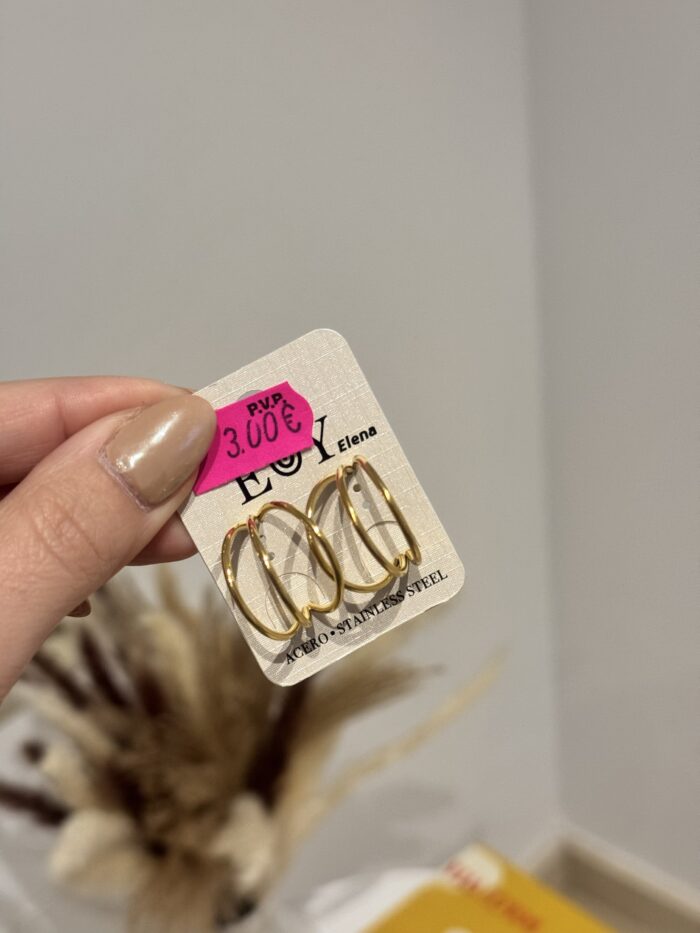 P.V.P.
3.00€
Elena
ACERO • STAINLESS STEEL